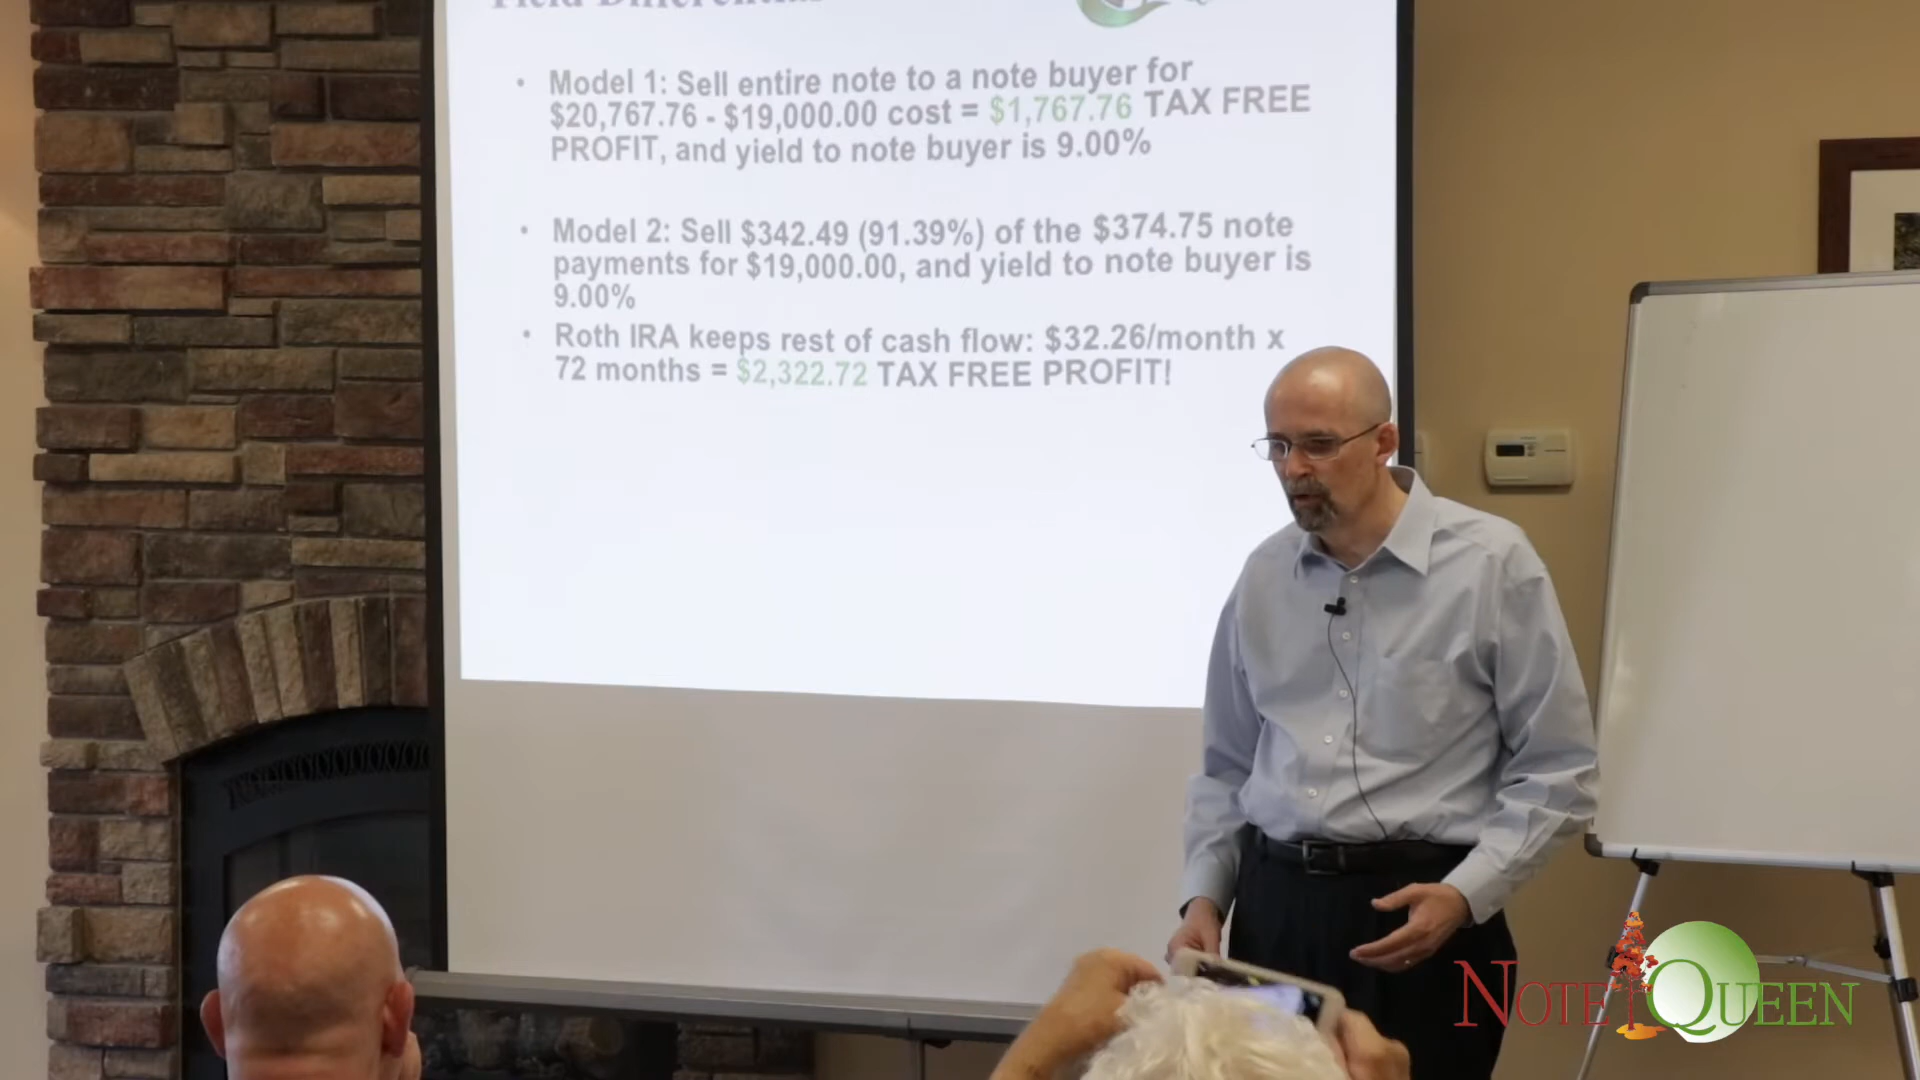 Yield Differential
• Model 1: Sell entire note to a note buyer for
$20,767.76 - $19,000.00 cost = $1,767.76 TAX FREE
PROFIT, and yield to note buyer is 9.00%
• Model 2: Sell $342.49 (91.39%) of the $374.75 note
payments for $19,000.00, and yield to note buyer is
9.00%
• Roth IRA keeps rest of cash flow: $32.26/month x
72 months = $2,322.72 TAX FREE PROFIT!
NOTE QUEEN